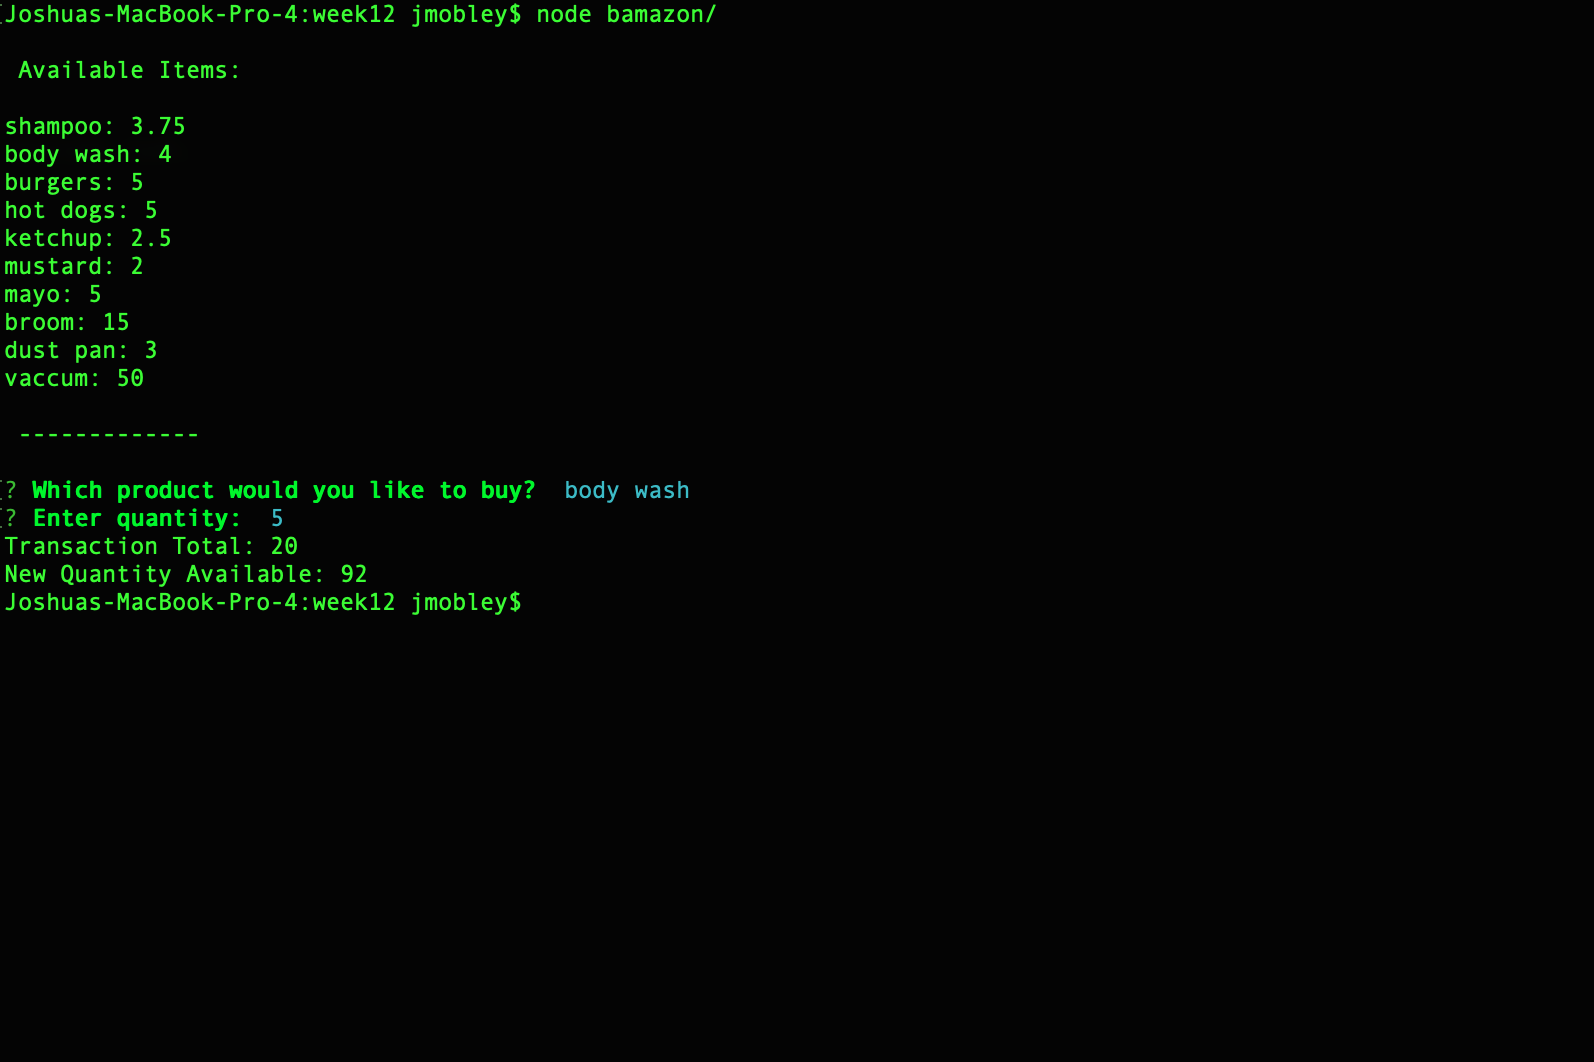 Joshuas-MacBook-Pro-4:week12 jmobley$ node bamazon/
Available Items:
shampoo: 3.75
body wash: 4
burgers: 5
hot dogs: 5
ketchup: 2.5
mustard: 2
mayo: 5
broom: 15
dust pan: 3
vaccum: 50
-------------
? Which product would you like to buy?  body wash
? Enter quantity:  5
Transaction Total: 20
New Quantity Available: 92
Joshuas-MacBook-Pro-4:week12 jmobley$